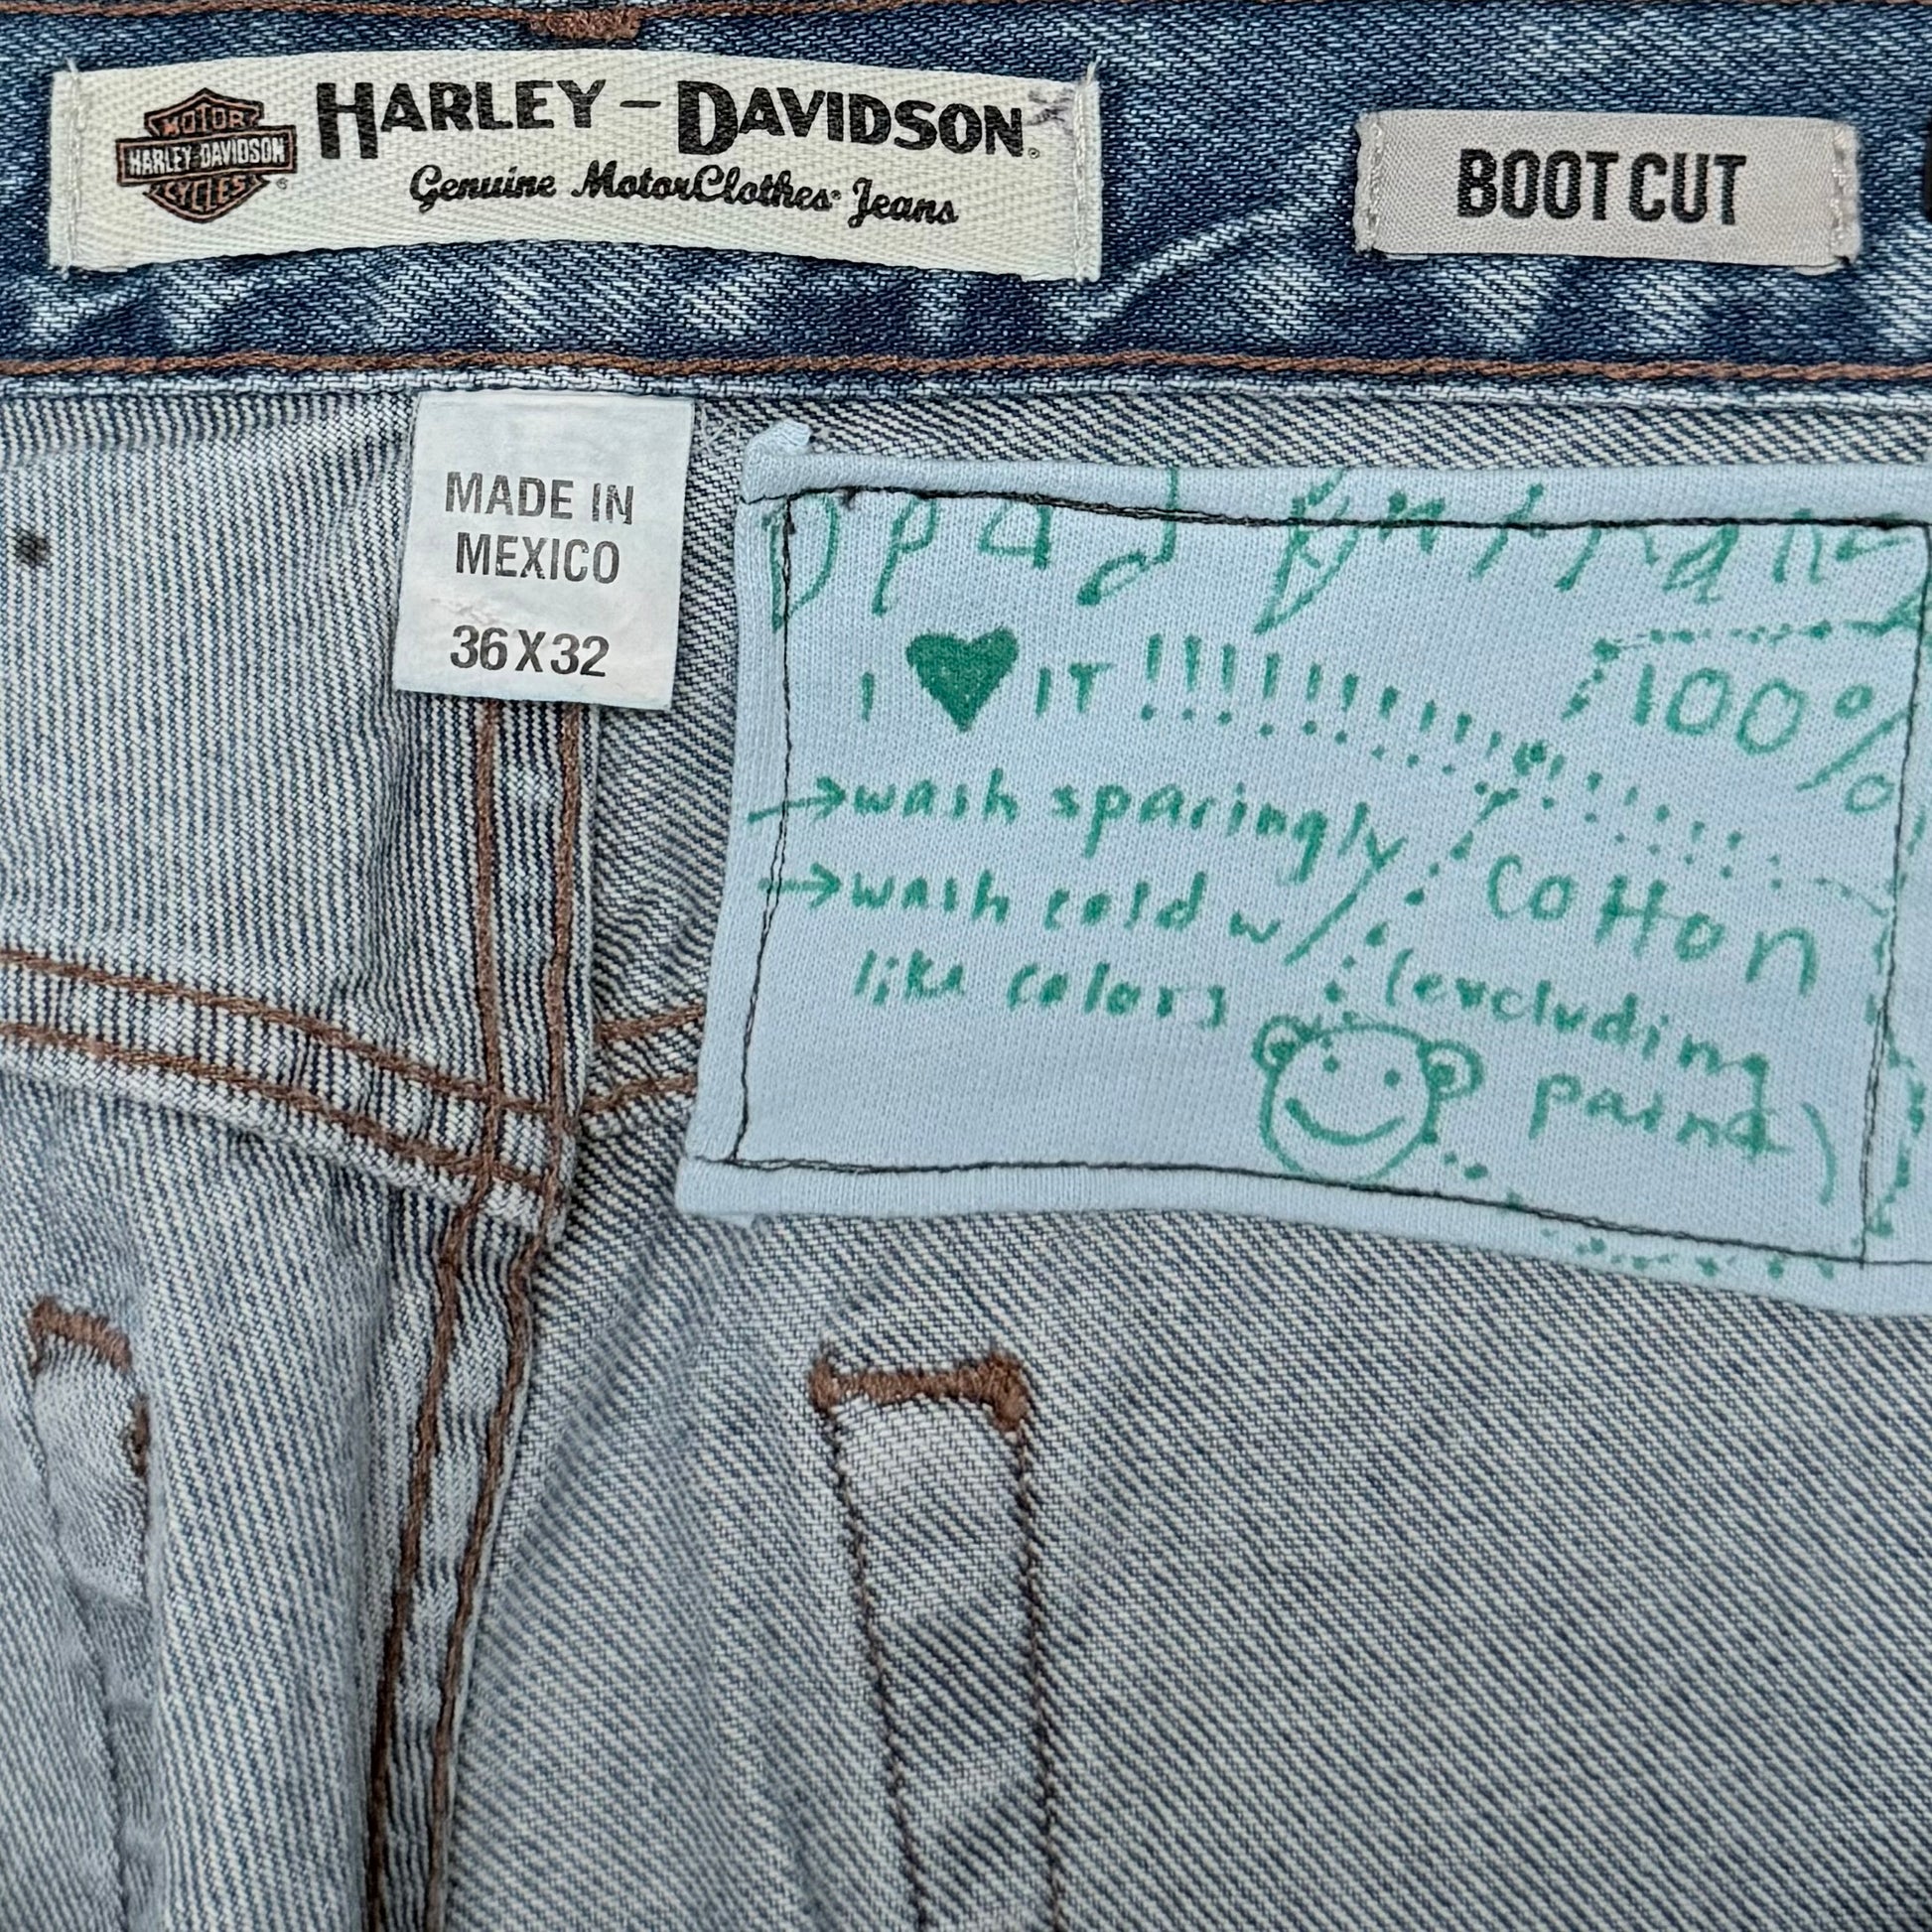 MOTOR
HARLEY-DAVIDSON
CYCLES
HARLEY-DAVIDSON
Genuine MotorClothes® Jeans
BOOT CUT
MADE IN
MEXICO
36X32
I ♥ IT !!!!!!!!!!!!!!!!!!
→wash sparingly
→wash cold w/
like colors
100%
cotton
(excluding
paint)